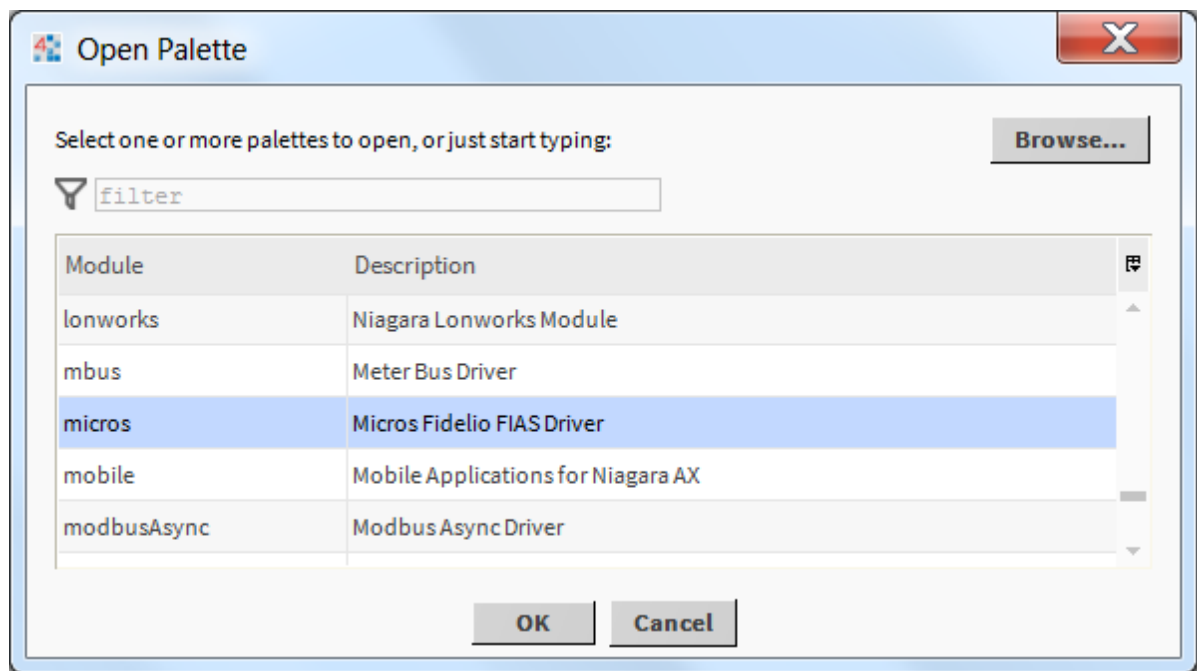 Open Palette
Select one or more palettes to open, or just start typing:
Browse...
filter
Module Description
lonworks Niagara Lonworks Module
mbus Meter Bus Driver
micros Micros Fidelio FIAS Driver
mobile Mobile Applications for Niagara AX
modbusAsync Modbus Async Driver
OK Cancel